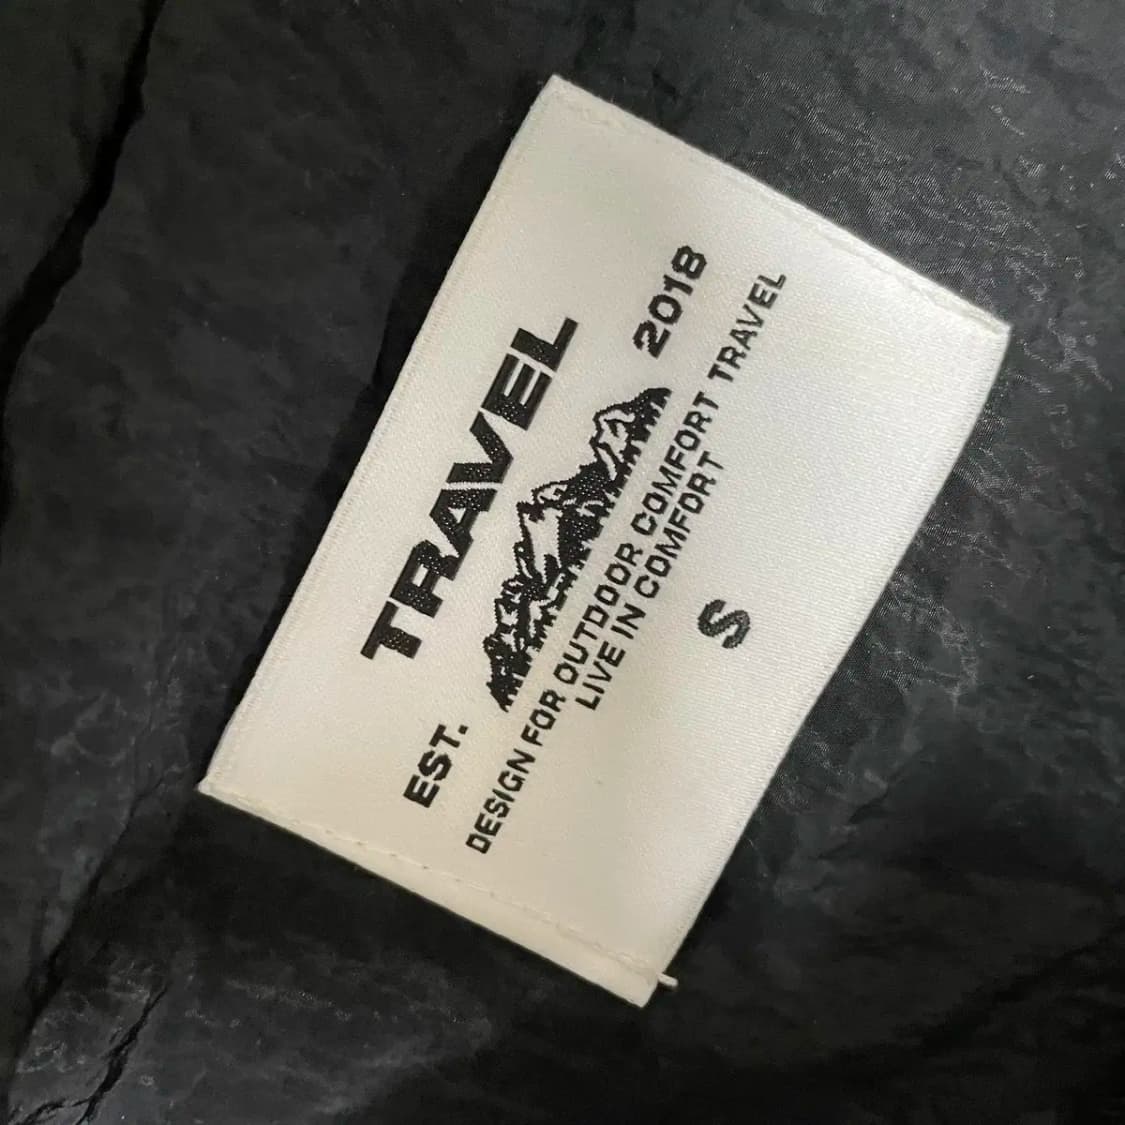 TRAVEL
EST. 2018
DESIGN FOR OUTDOOR COMFORT TRAVEL
LIVE IN COMFORT
S